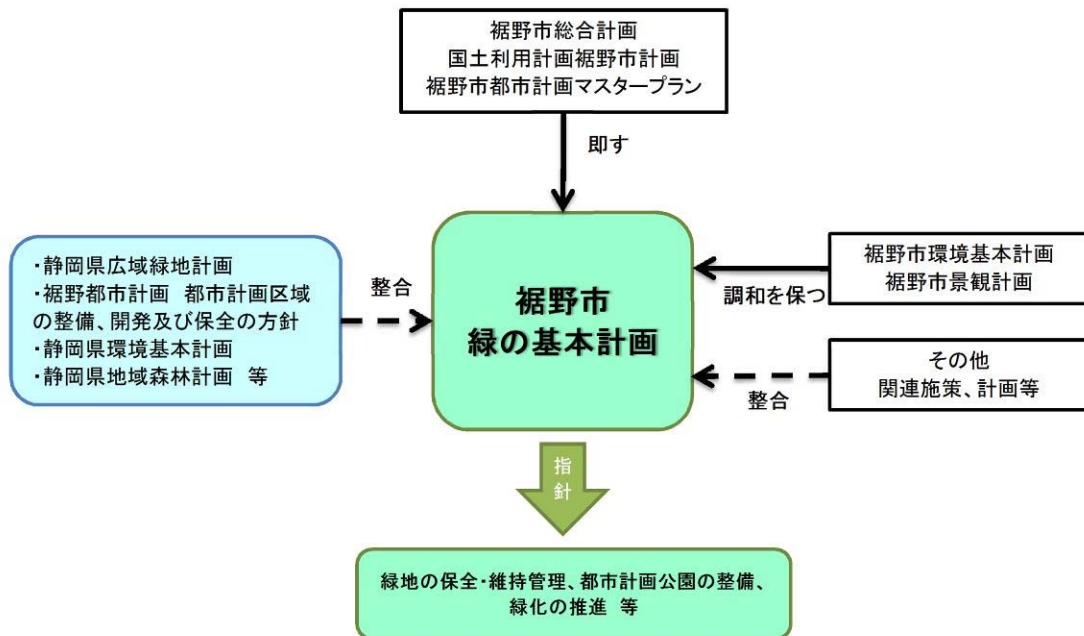 裾野市総合計画
国土利用計画裾野市計画
裾野市都市計画マスタープラン
即す
・静岡県広域緑地計画
・裾野都市計画 都市計画区域
の整備、開発及び保全の方針
・静岡県環境基本計画
・静岡県地域森林計画 等
整合
裾野市
緑の基本計画
裾野市環境基本計画
裾野市景観計画
調和を保つ
その他
関連施策、計画等
整合
指
針
緑地の保全・維持管理、都市計画公園の整備、
緑化の推進 等